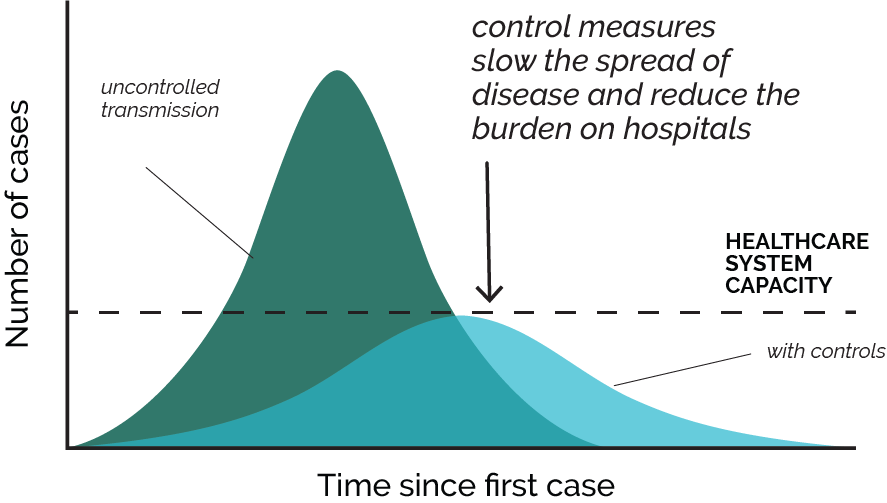 control measures
slow the spread of
disease and reduce the
burden on hospitals
uncontrolled
transmission
Number of cases
HEALTHCARE
SYSTEM
CAPACITY
with controls
Time since first case